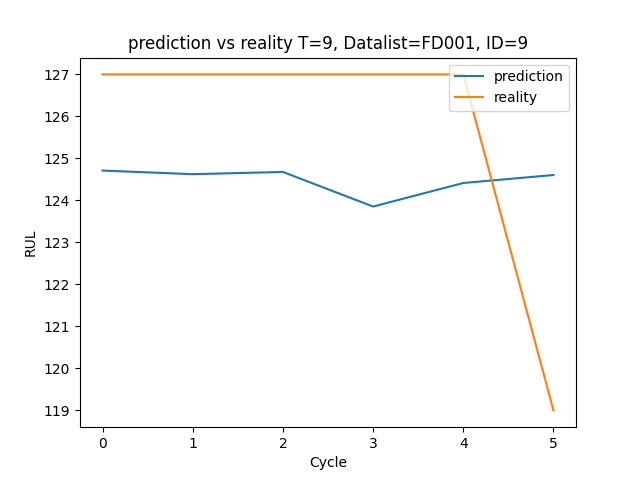 prediction vs reality T=9, Datalist=FD001, ID=9
prediction
reality
127
126
125
124
123
122
121
120
119
RUL
0 1 2 3 4 5
Cycle